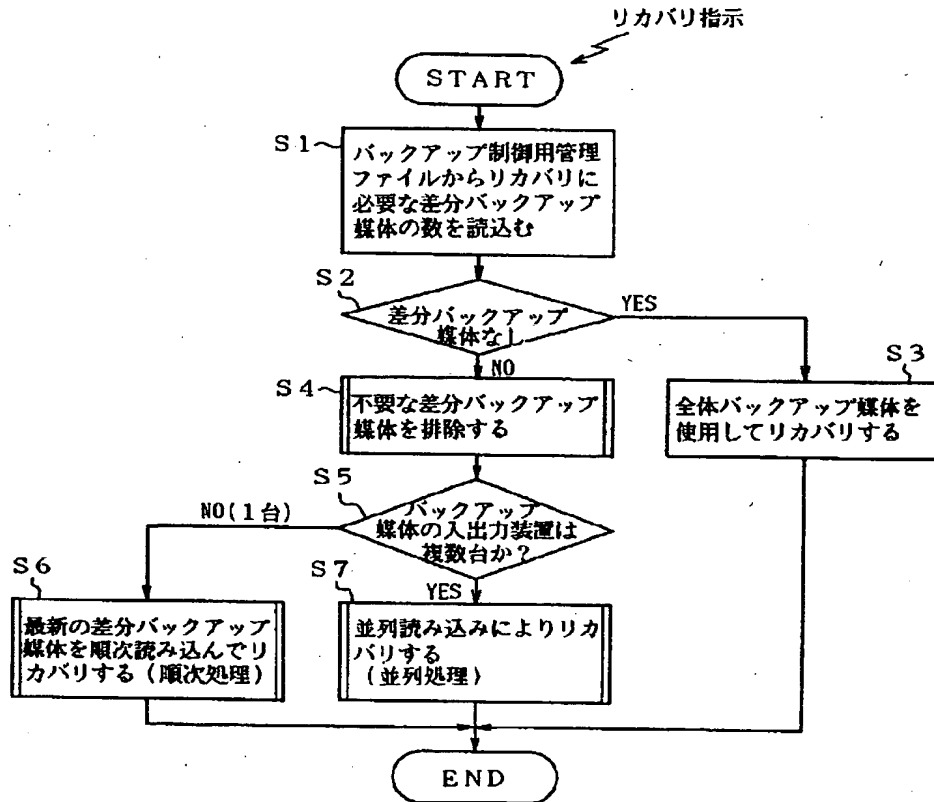 リカバリ指示
START
S1
バックアップ制御用管理
ファイルからリカバリに
必要な差分バックアップ
媒体の数を読込む
S2
差分バックアップ
媒体なし
YES
NO
S3
全体バックアップ媒体を
使用してリカバリする
S4
不要な差分バックアップ
媒体を排除する
S5
バックアップ
媒体の入出力装置は
複数台か?
NO(1台)
YES
S6
最新の差分バックアップ
媒体を順次読み込んでリ
カバリする(順次処理)
S7
並列読み込みによりリカ
バリする
(並列処理)
END